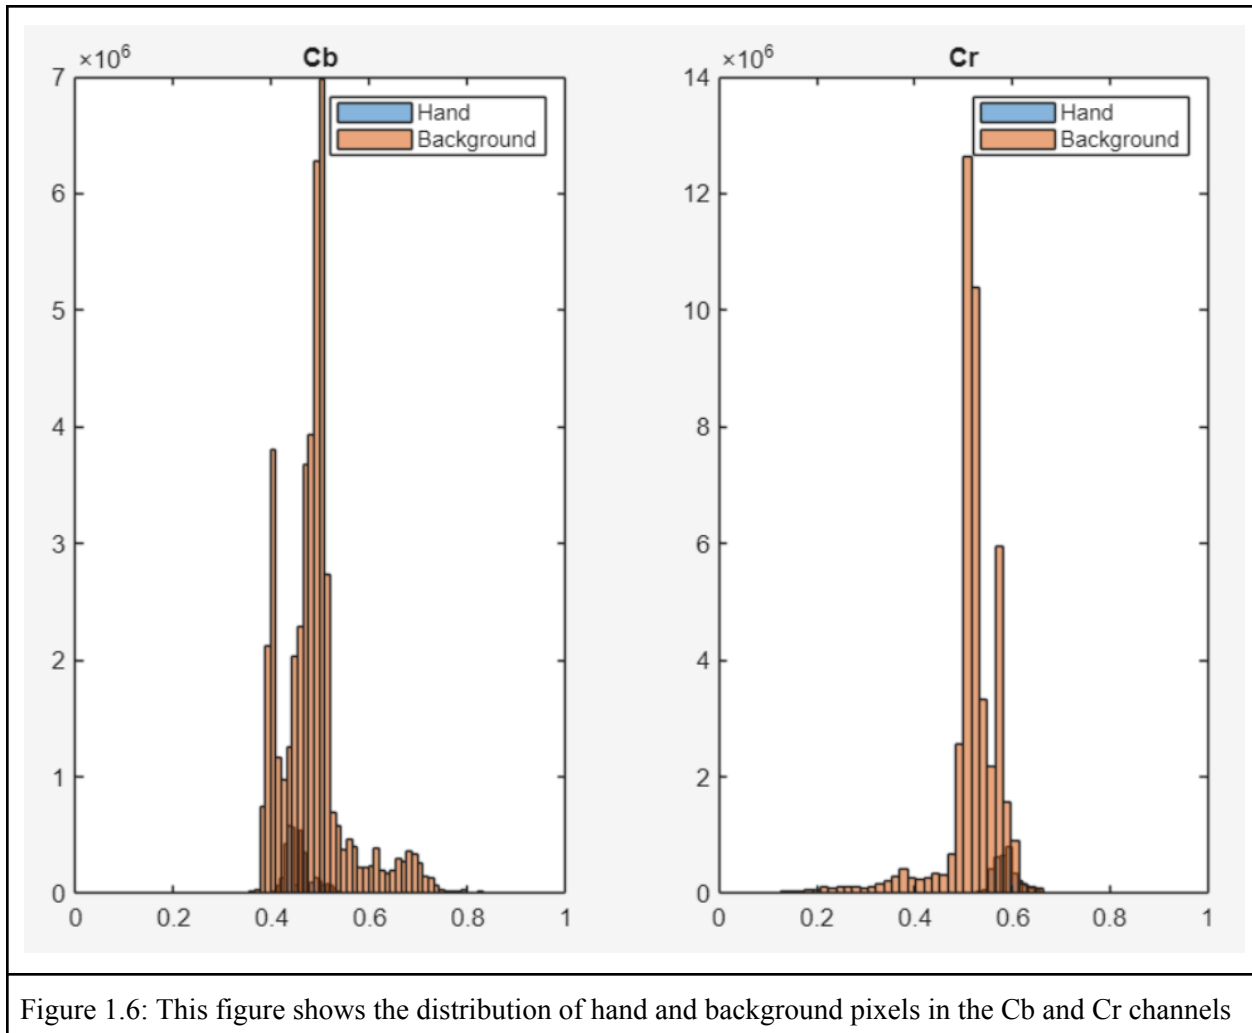 Cb
×10⁶
7
6
5
4
3
2
1
0
0 0.2 0.4 0.6 0.8 1
Hand
Background
Cr
×10⁶
14
12
10
8
6
4
2
0
0 0.2 0.4 0.6 0.8 1
Hand
Background
Figure 1.6: This figure shows the distribution of hand and background pixels in the Cb and Cr channels